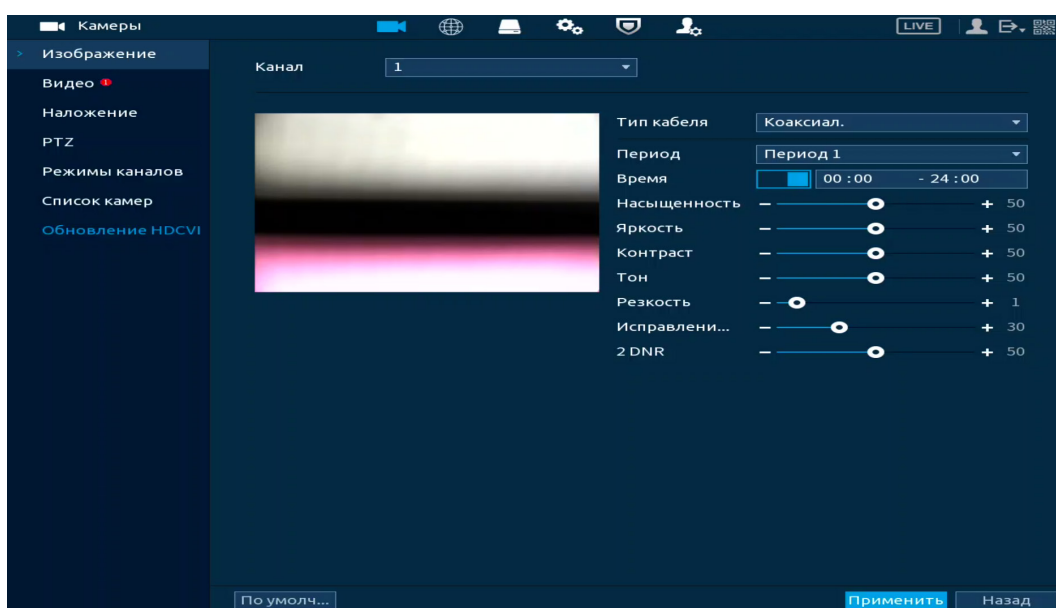 Камеры
LIVE
Изображение
Видео 1
Наложение
PTZ
Режимы каналов
Список камер
Обновление HDCVI
Канал 1
Тип кабеля Коаксиал.
Период Период 1
Время 00 :00 - 24 :00
Насыщенность - + 50
Яркость - + 50
Контраст - + 50
Тон - + 50
Резкость - + 1
Исправлени... - + 30
2 DNR - + 50
По умолч... Применить Назад